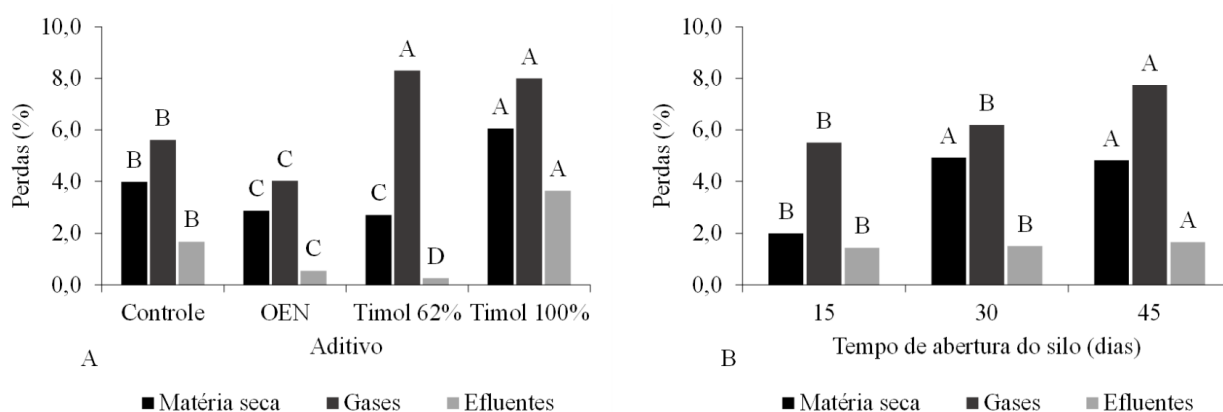 10,0
8,0
6,0
4,0
2,0
0,0
Perdas (%)
B
B
B
C
C
C
C
A
D
A
A
A
Controle OEN Timol 62% Timol 100%
Aditivo
A
Matéria seca Gases Efluentes
10,0
8,0
6,0
4,0
2,0
0,0
Perdas (%)
B
B
B
A
B
B
A
A
A
15 30 45
Tempo de abertura do silo (dias)
B
Matéria seca Gases Efluentes